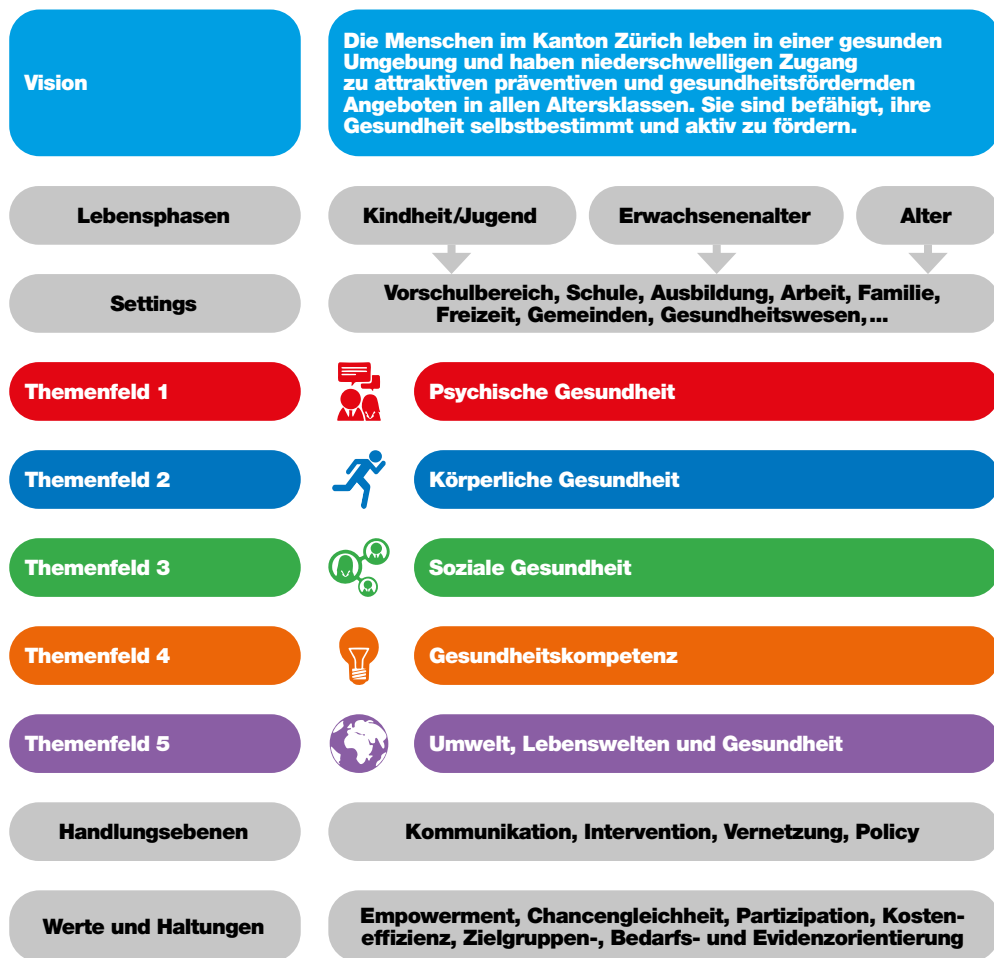 Vision
Die Menschen im Kanton Zürich leben in einer gesunden
Umgebung und haben niederschwelligen Zugang
zu attraktiven präventiven und gesundheitsfördernden
Angeboten in allen Altersklassen. Sie sind befähigt, ihre
Gesundheit selbstbestimmt und aktiv zu fördern.
Lebensphasen
Kindheit/Jugend
Erwachsenenalter
Alter
Settings
Vorschulbereich, Schule, Ausbildung, Arbeit, Familie,
Freizeit, Gemeinden, Gesundheitswesen,...
Themenfeld 1
Psychische Gesundheit
Themenfeld 2
Körperliche Gesundheit
Themenfeld 3
Soziale Gesundheit
Themenfeld 4
Gesundheitskompetenz
Themenfeld 5
Umwelt, Lebenswelten und Gesundheit
Handlungsebenen
Kommunikation, Intervention, Vernetzung, Policy
Werte und Haltungen
Empowerment, Chancengleichheit, Partizipation, Kosten-
effizienz, Zielgruppen-, Bedarfs- und Evidenzorientierung